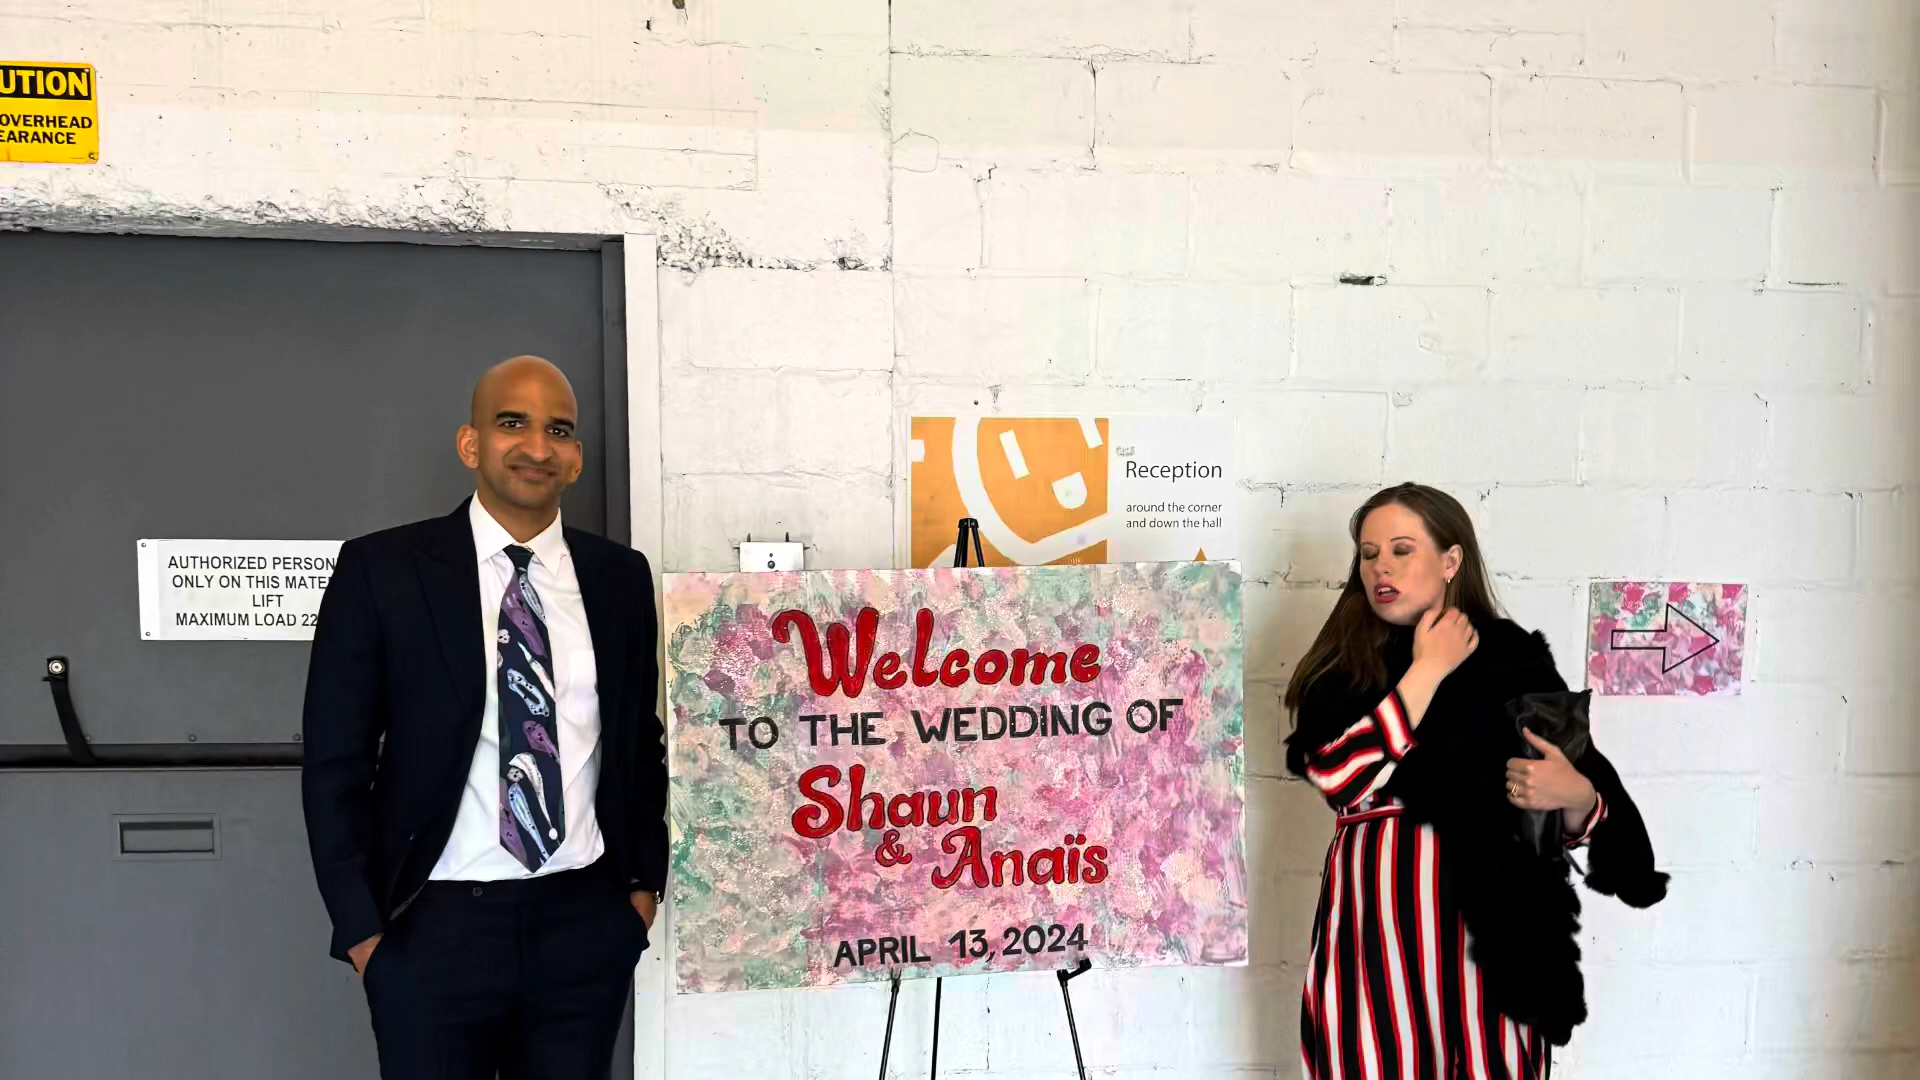 UTION
OVERHEAD
EARANCE
AUTHORIZED PERSON
ONLY ON THIS MATE
LIFT
MAXIMUM LOAD 22
Reception
around the corner
and down the hall
Welcome
TO THE WEDDING OF
Shaun
& Anaïs
APRIL 13, 2024